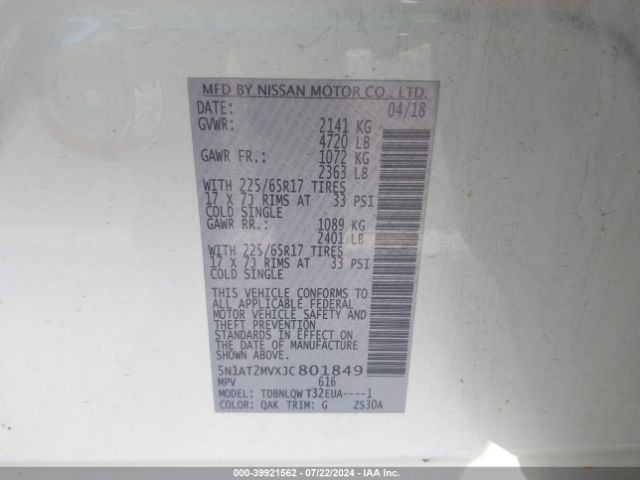 MFD BY NISSAN MOTOR CO., LTD.
DATE: 04/18
GVWR: 2141 KG
4720 LB
GAWR FR.: 1072 KG
2363 LB
WITH 225/65R17 TIRES
17 X 7J RIMS AT 33 PSI
COLD SINGLE
GAWR RR.: 1089 KG
2401 LB
WITH 225/65R17 TIRES
17 X 7J RIMS AT 33 PSI
COLD SINGLE
THIS VEHICLE CONFORMS TO
ALL APPLICABLE FEDERAL
MOTOR VEHICLE SAFETY AND
THEFT PREVENTION
STANDARDS IN EFFECT ON
THE DATE OF MANUFACTURE
SHOWN ABOVE.
5N1AT2MVXJC801849
MPV 616
MODEL: TDBNLQW T32EUA----1
COLOR: QAK TRIM: G ZS30A
000-39921562 - 07/22/2024 - IAA Inc.